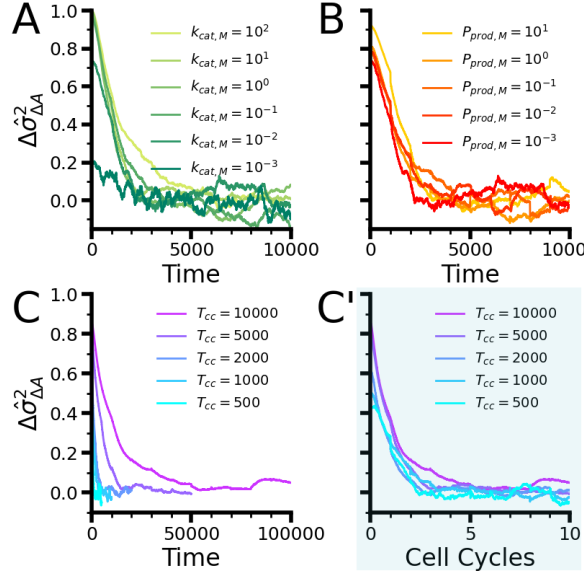 A
1.0
0.8
0.6
0.4
0.2
0.0
Δσ̂²_ΔA
k_cat,M = 10²
k_cat,M = 10¹
k_cat,M = 10⁰
k_cat,M = 10⁻¹
k_cat,M = 10⁻²
k_cat,M = 10⁻³
0 5000 10000
Time
B
P_prod,M = 10¹
P_prod,M = 10⁰
P_prod,M = 10⁻¹
P_prod,M = 10⁻²
P_prod,M = 10⁻³
0 5000 1000
Time
C
1.0
0.8
0.6
0.4
0.2
0.0
Δσ̂²_ΔA
T_cc = 10000
T_cc = 5000
T_cc = 2000
T_cc = 1000
T_cc = 500
0 50000 100000
Time
C'
T_cc = 10000
T_cc = 5000
T_cc = 2000
T_cc = 1000
T_cc = 500
0 5 10
Cell Cycles